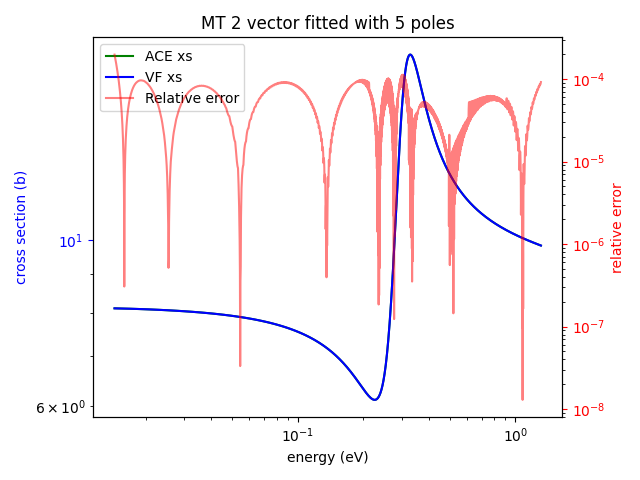 MT 2 vector fitted with 5 poles
ACE xs
VF xs
Relative error
cross section (b)
10¹
6 × 10⁰
10⁻⁴
10⁻⁵
10⁻⁶
10⁻⁷
10⁻⁸
relative error
10⁻¹
10⁰
energy (eV)